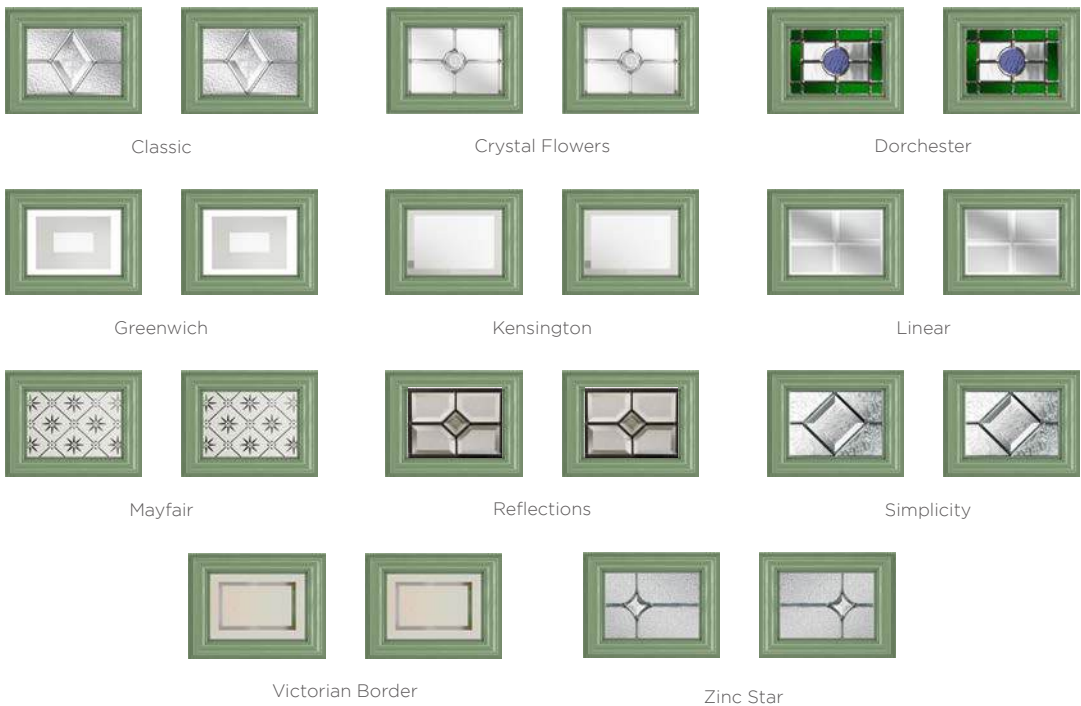 Classic
Crystal Flowers
Dorchester
Greenwich
Kensington
Linear
Mayfair
Reflections
Simplicity
Victorian Border
Zinc Star